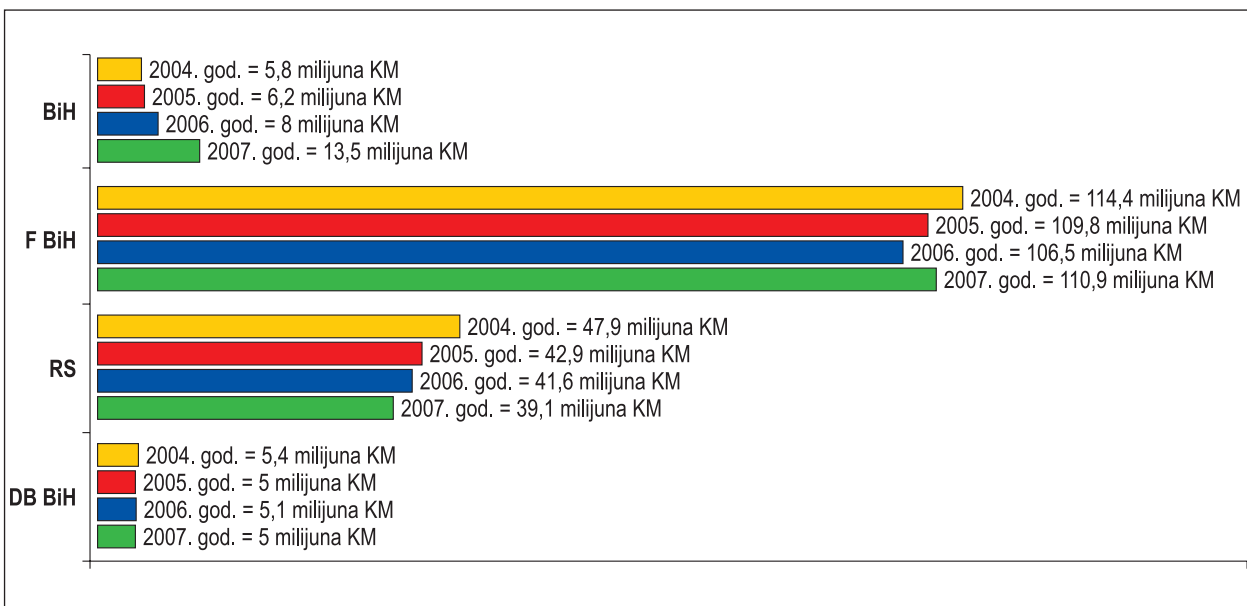 BiH
2004. god. = 5,8 milijuna KM
2005. god. = 6,2 milijuna KM
2006. god. = 8 milijuna KM
2007. god. = 13,5 milijuna KM
F BiH
2004. god. = 114,4 milijuna KM
2005. god. = 109,8 milijuna KM
2006. god. = 106,5 milijuna KM
2007. god. = 110,9 milijuna KM
RS
2004. god. = 47,9 milijuna KM
2005. god. = 42,9 milijuna KM
2006. god. = 41,6 milijuna KM
2007. god. = 39,1 milijuna KM
DB BiH
2004. god. = 5,4 milijuna KM
2005. god. = 5 milijuna KM
2006. god. = 5,1 milijuna KM
2007. god. = 5 milijuna KM